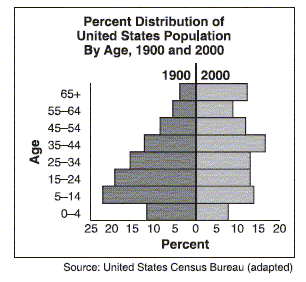 Percent Distribution of
United States Population
By Age, 1900 and 2000
1900 2000
65+
55–64
45–54
35–44
25–34
15–24
5–14
0–4
Age
25 20 15 10 5 0 5 10 15 20
Percent
Source: United States Census Bureau (adapted)